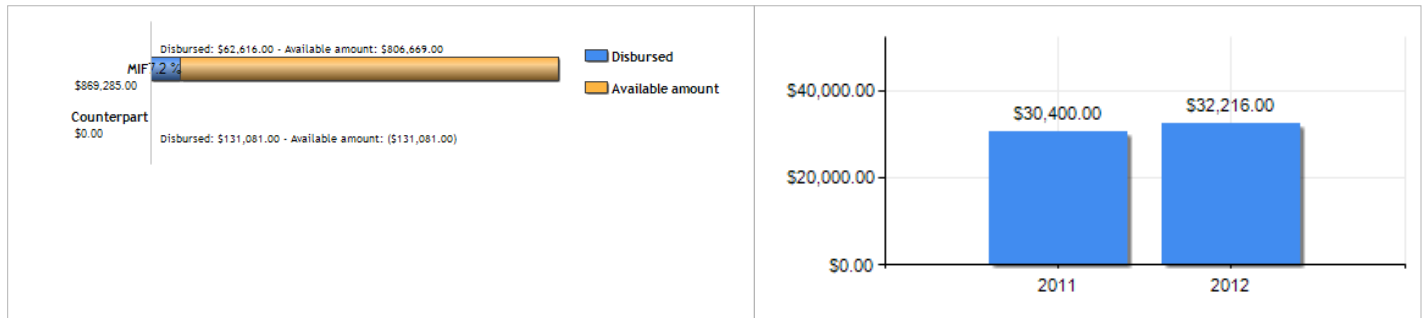 Disbursed: $62,616.00 - Available amount: $806,669.00
MIF 7.2 %
$869,285.00
Counterpart
$0.00
Disbursed: $131,081.00 - Available amount: ($131,081.00)
Disbursed
Available amount
$40,000.00
$20,000.00
$0.00
$30,400.00
$32,216.00
2011
2012